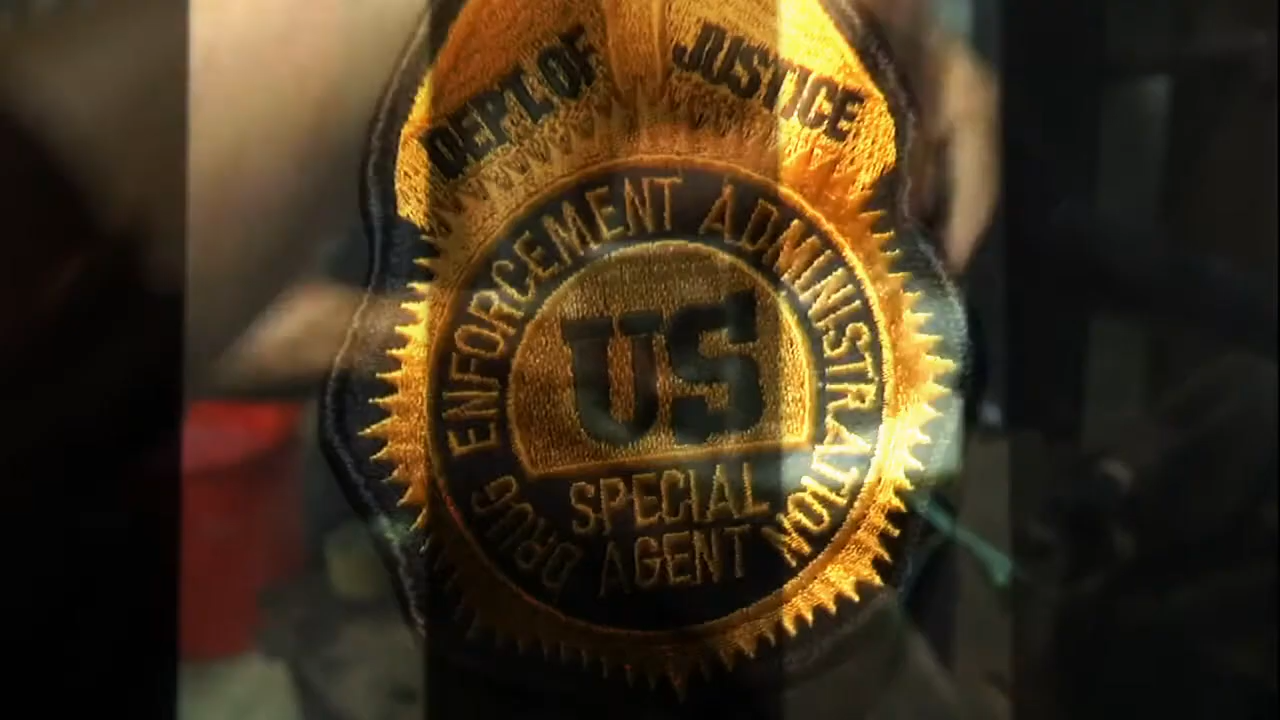 DEPT. OF JUSTICE
DRUG ENFORCEMENT ADMINISTRATION
US
SPECIAL
AGENT